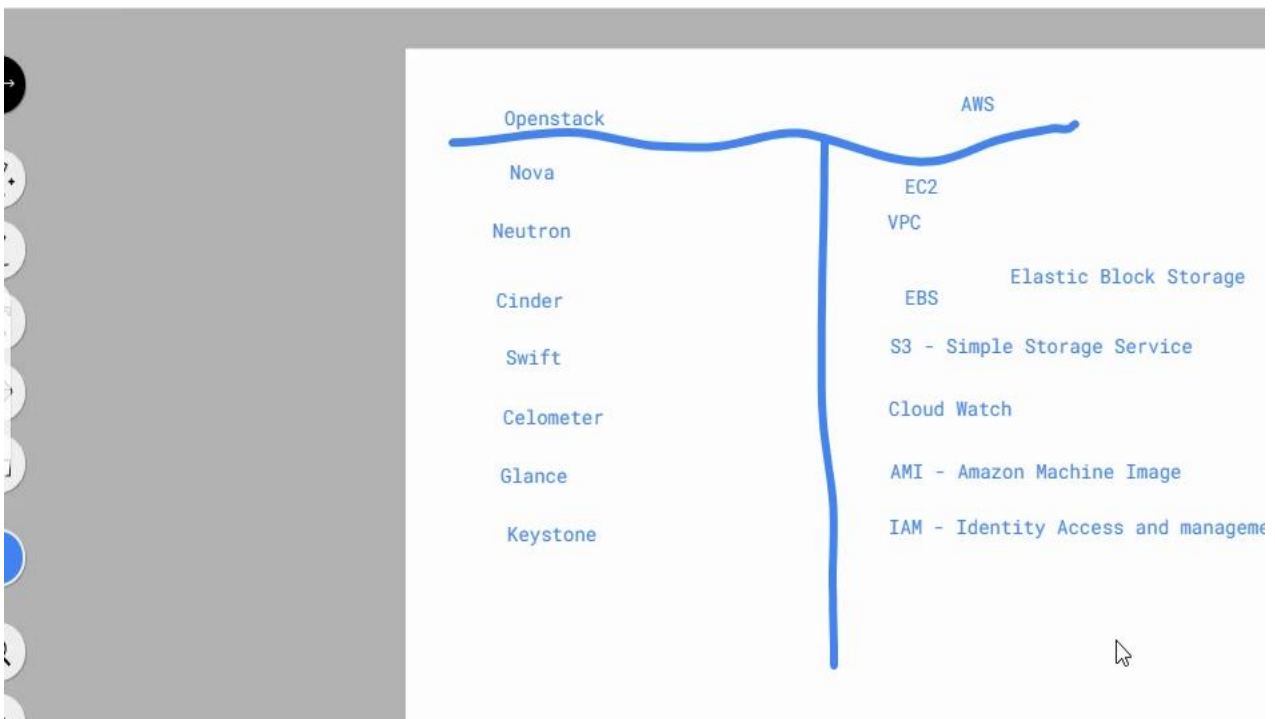 Openstack
AWS
Nova
EC2
Neutron
VPC
Elastic Block Storage
Cinder
EBS
Swift
S3 - Simple Storage Service
Celometer
Cloud Watch
Glance
AMI - Amazon Machine Image
Keystone
IAM - Identity Access and manageme